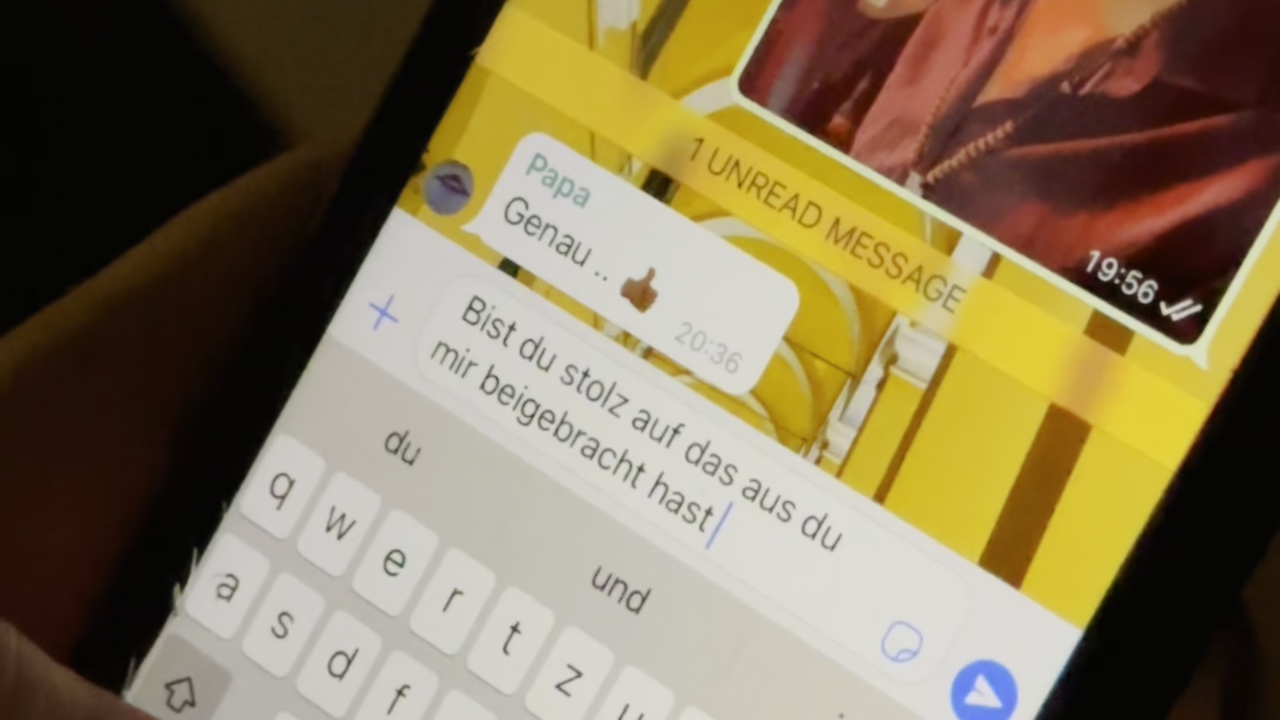 19:56
1 UNREAD MESSAGE
Papa
Genau .. 👍🏾
20:36
Bist du stolz auf das aus du
mir beigebracht hast
du
und
q w e r t z u
a s d f